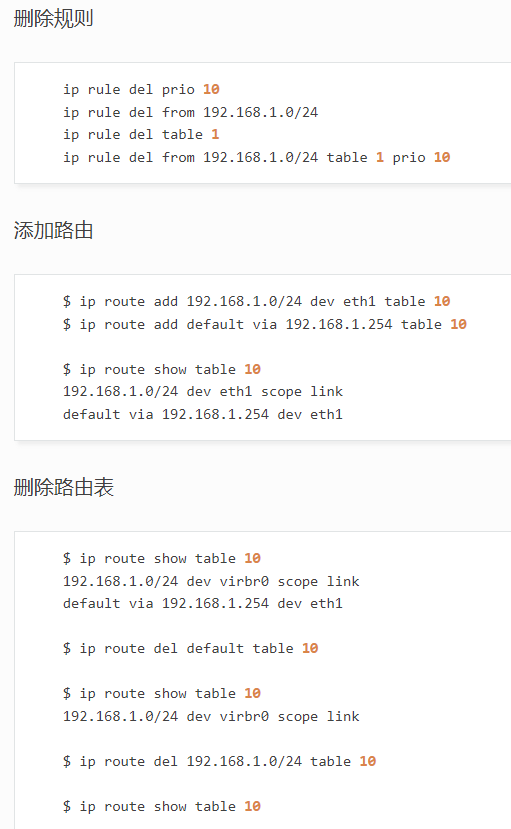 删除规则
ip rule del prio 10
ip rule del from 192.168.1.0/24
ip rule del table 1
ip rule del from 192.168.1.0/24 table 1 prio 10
添加路由
$ ip route add 192.168.1.0/24 dev eth1 table 10
$ ip route add default via 192.168.1.254 table 10
$ ip route show table 10
192.168.1.0/24 dev eth1 scope link
default via 192.168.1.254 dev eth1
删除路由表
$ ip route show table 10
192.168.1.0/24 dev virbr0 scope link
default via 192.168.1.254 dev eth1
$ ip route del default table 10
$ ip route show table 10
192.168.1.0/24 dev virbr0 scope link
$ ip route del 192.168.1.0/24 table 10
$ ip route show table 10